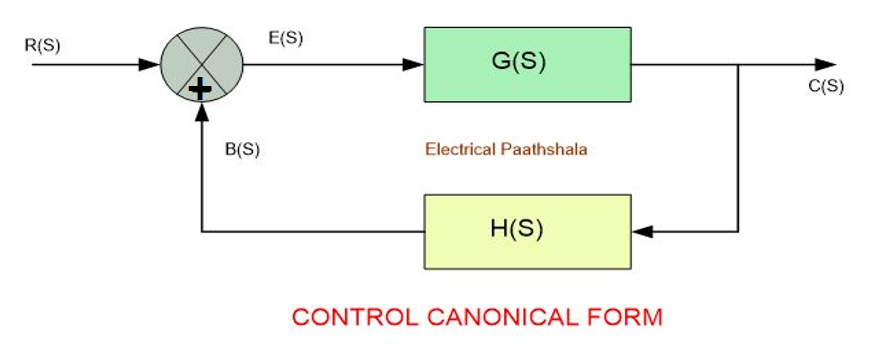 R(S)
E(S)
G(S)
C(S)
+
B(S)
Electrical Paathshala
H(S)
CONTROL CANONICAL FORM